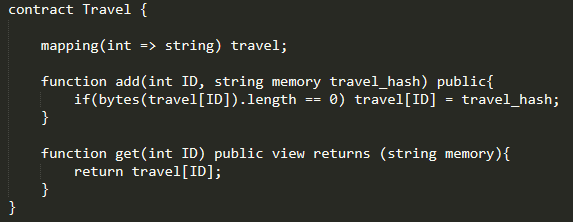 contract Travel {
mapping(int => string) travel;
function add(int ID, string memory travel_hash) public{
if(bytes(travel[ID]).length == 0) travel[ID] = travel_hash;
}
function get(int ID) public view returns (string memory){
return travel[ID];
}
}